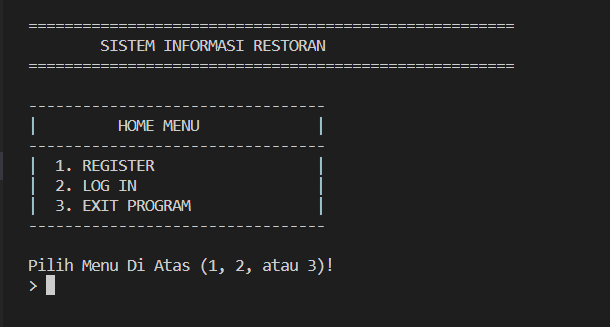 ======================================================
SISTEM INFORMASI RESTORAN
======================================================
---------------------------------
| HOME MENU |
---------------------------------
| 1. REGISTER |
| 2. LOG IN |
| 3. EXIT PROGRAM |
---------------------------------
Pilih Menu Di Atas (1, 2, atau 3)!
>